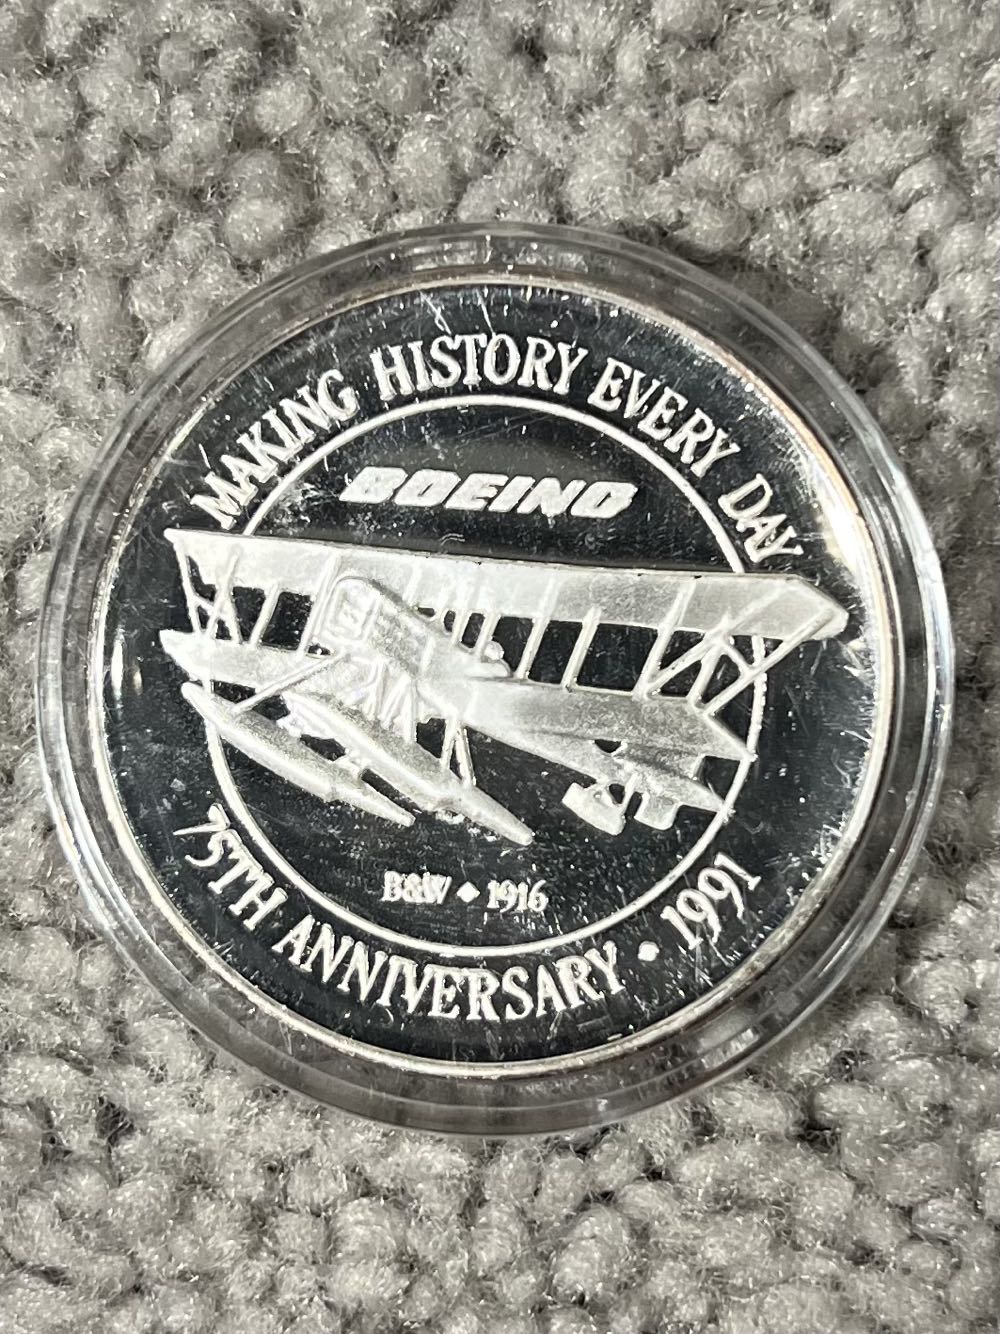 MAKING HISTORY EVERY DAY
BOEING
B&W ◆ 1916
75TH ANNIVERSARY • 1991